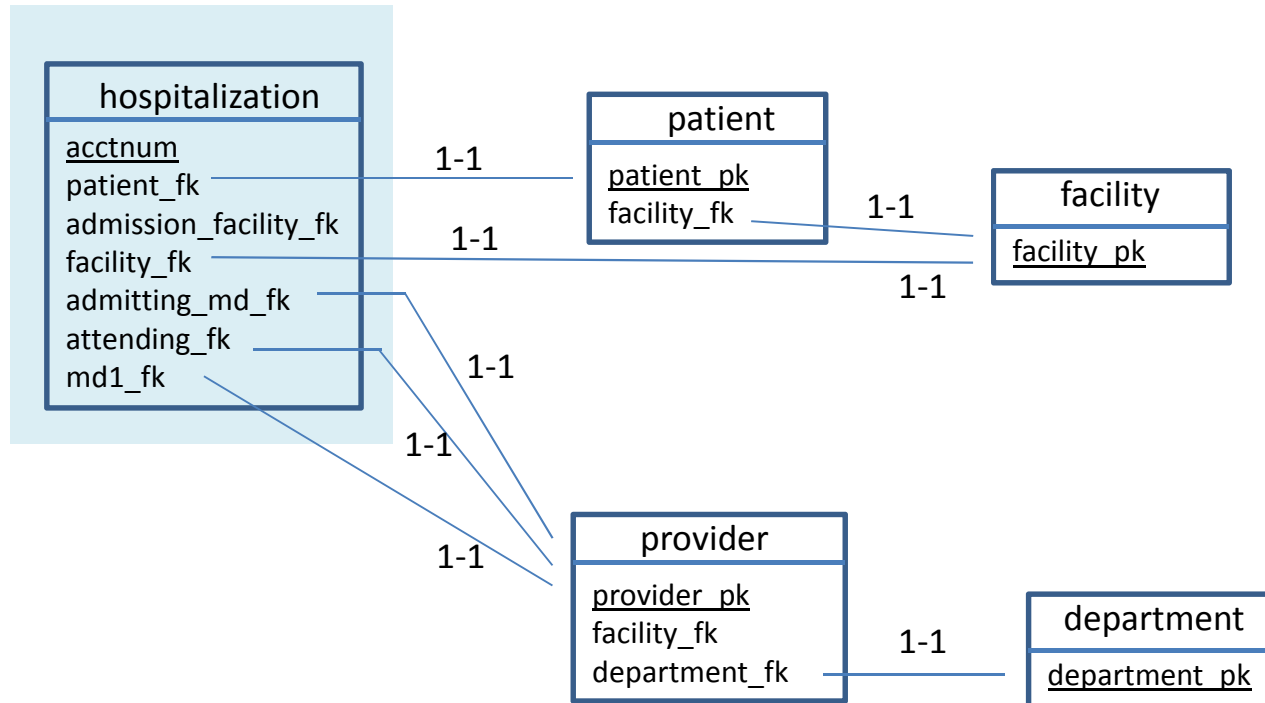 hospitalization
acctnum
patient_fk
admission_facility_fk
facility_fk
admitting_md_fk
attending_fk
md1_fk
1-1
patient
patient_pk
facility_fk
1-1
1-1
1-1
facility
facility_pk
1-1
1-1
1-1
provider
provider_pk
facility_fk
department_fk
1-1
department
department_pk